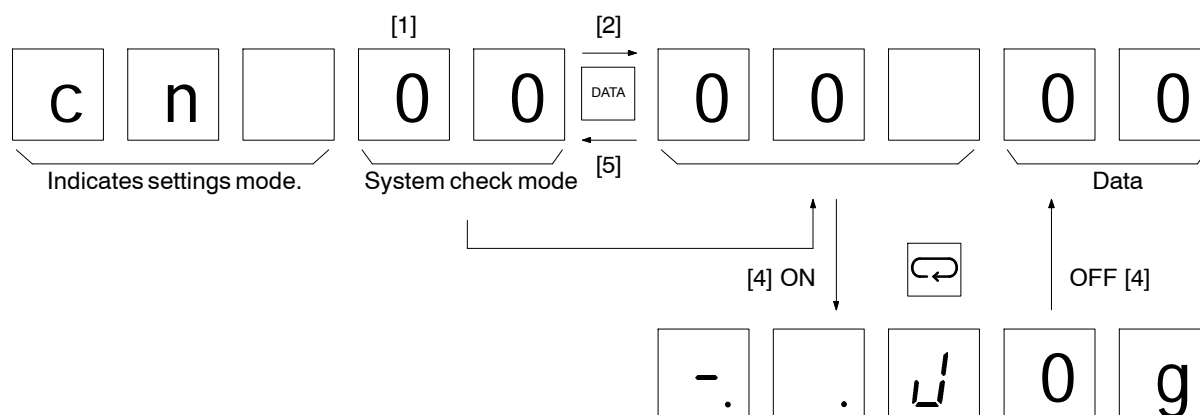 [1] [2]
c n 0 0 DATA 0 0 0 0
[5]
Indicates settings mode. System check mode Data
[4] ON OFF [4]
-. . J 0 g